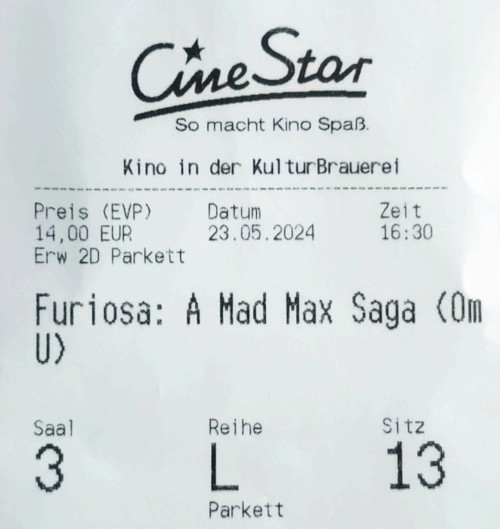 CineStar
So macht Kino Spaß.
Kino in der KulturBrauerei
Preis (EVP) Datum Zeit
14,00 EUR 23.05.2024 16:30
Erw 2D Parkett
Furiosa: A Mad Max Saga (Om
U)
Saal Reihe Sitz
3 L 13
Parkett